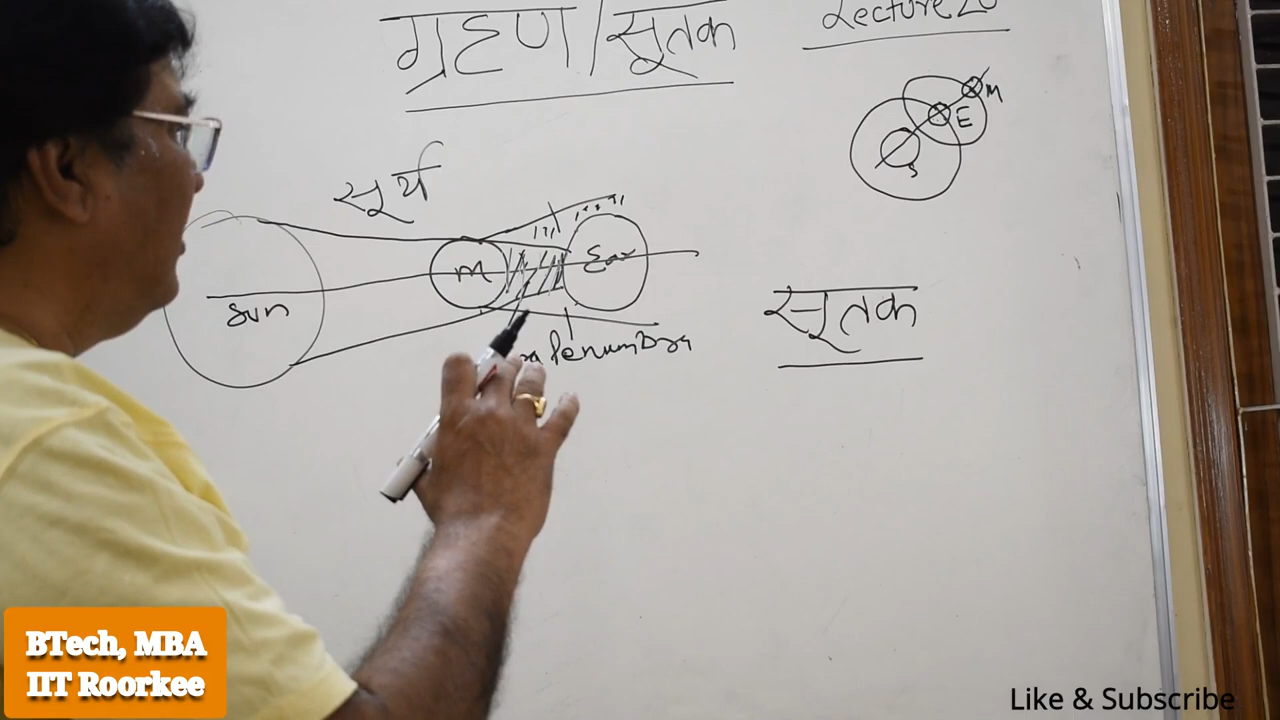 ग्रहण/सूतक
Lecture 20
M
E
S
सूर्य
Sun
M
Ear
Penumbra
सूतक
BTech, MBA
IIT Roorkee
Like & Subscribe